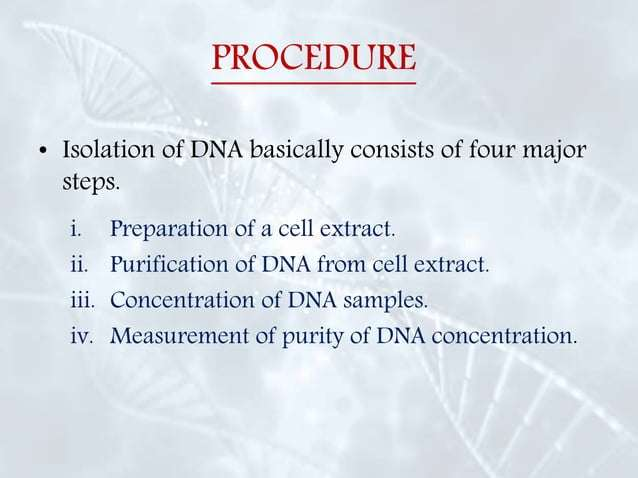 PROCEDURE
• Isolation of DNA basically consists of four major
steps.
i. Preparation of a cell extract.
ii. Purification of DNA from cell extract.
iii. Concentration of DNA samples.
iv. Measurement of purity of DNA concentration.